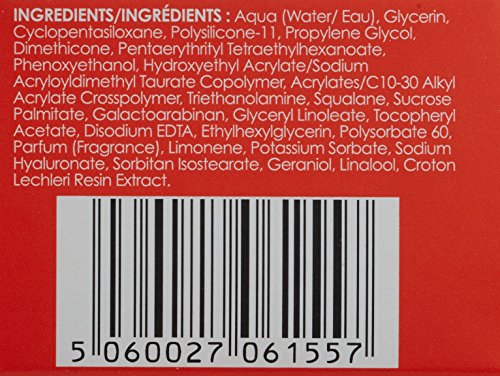 INGREDIENTS/INGRÉDIENTS : Aqua (Water/ Eau), Glycerin,
Cyclopentasiloxane, Polysilicone-11, Propylene Glycol,
Dimethicone, Pentaerythrityl Tetraethylhexanoate,
Phenoxyethanol, Hydroxyethyl Acrylate/Sodium
Acryloyldimethyl Taurate Copolymer, Acrylates/C10-30 Alkyl
Acrylate Crosspolymer, Triethanolamine, Squalane, Sucrose
Palmitate, Galactoarabinan, Glyceryl Linoleate, Tocopheryl
Acetate, Disodium EDTA, Ethylhexylglycerin, Polysorbate 60,
Parfum (Fragrance), Limonene, Potassium Sorbate, Sodium
Hyaluronate, Sorbitan Isostearate, Geraniol, Linalool, Croton
Lechleri Resin Extract.
5 060027 061557